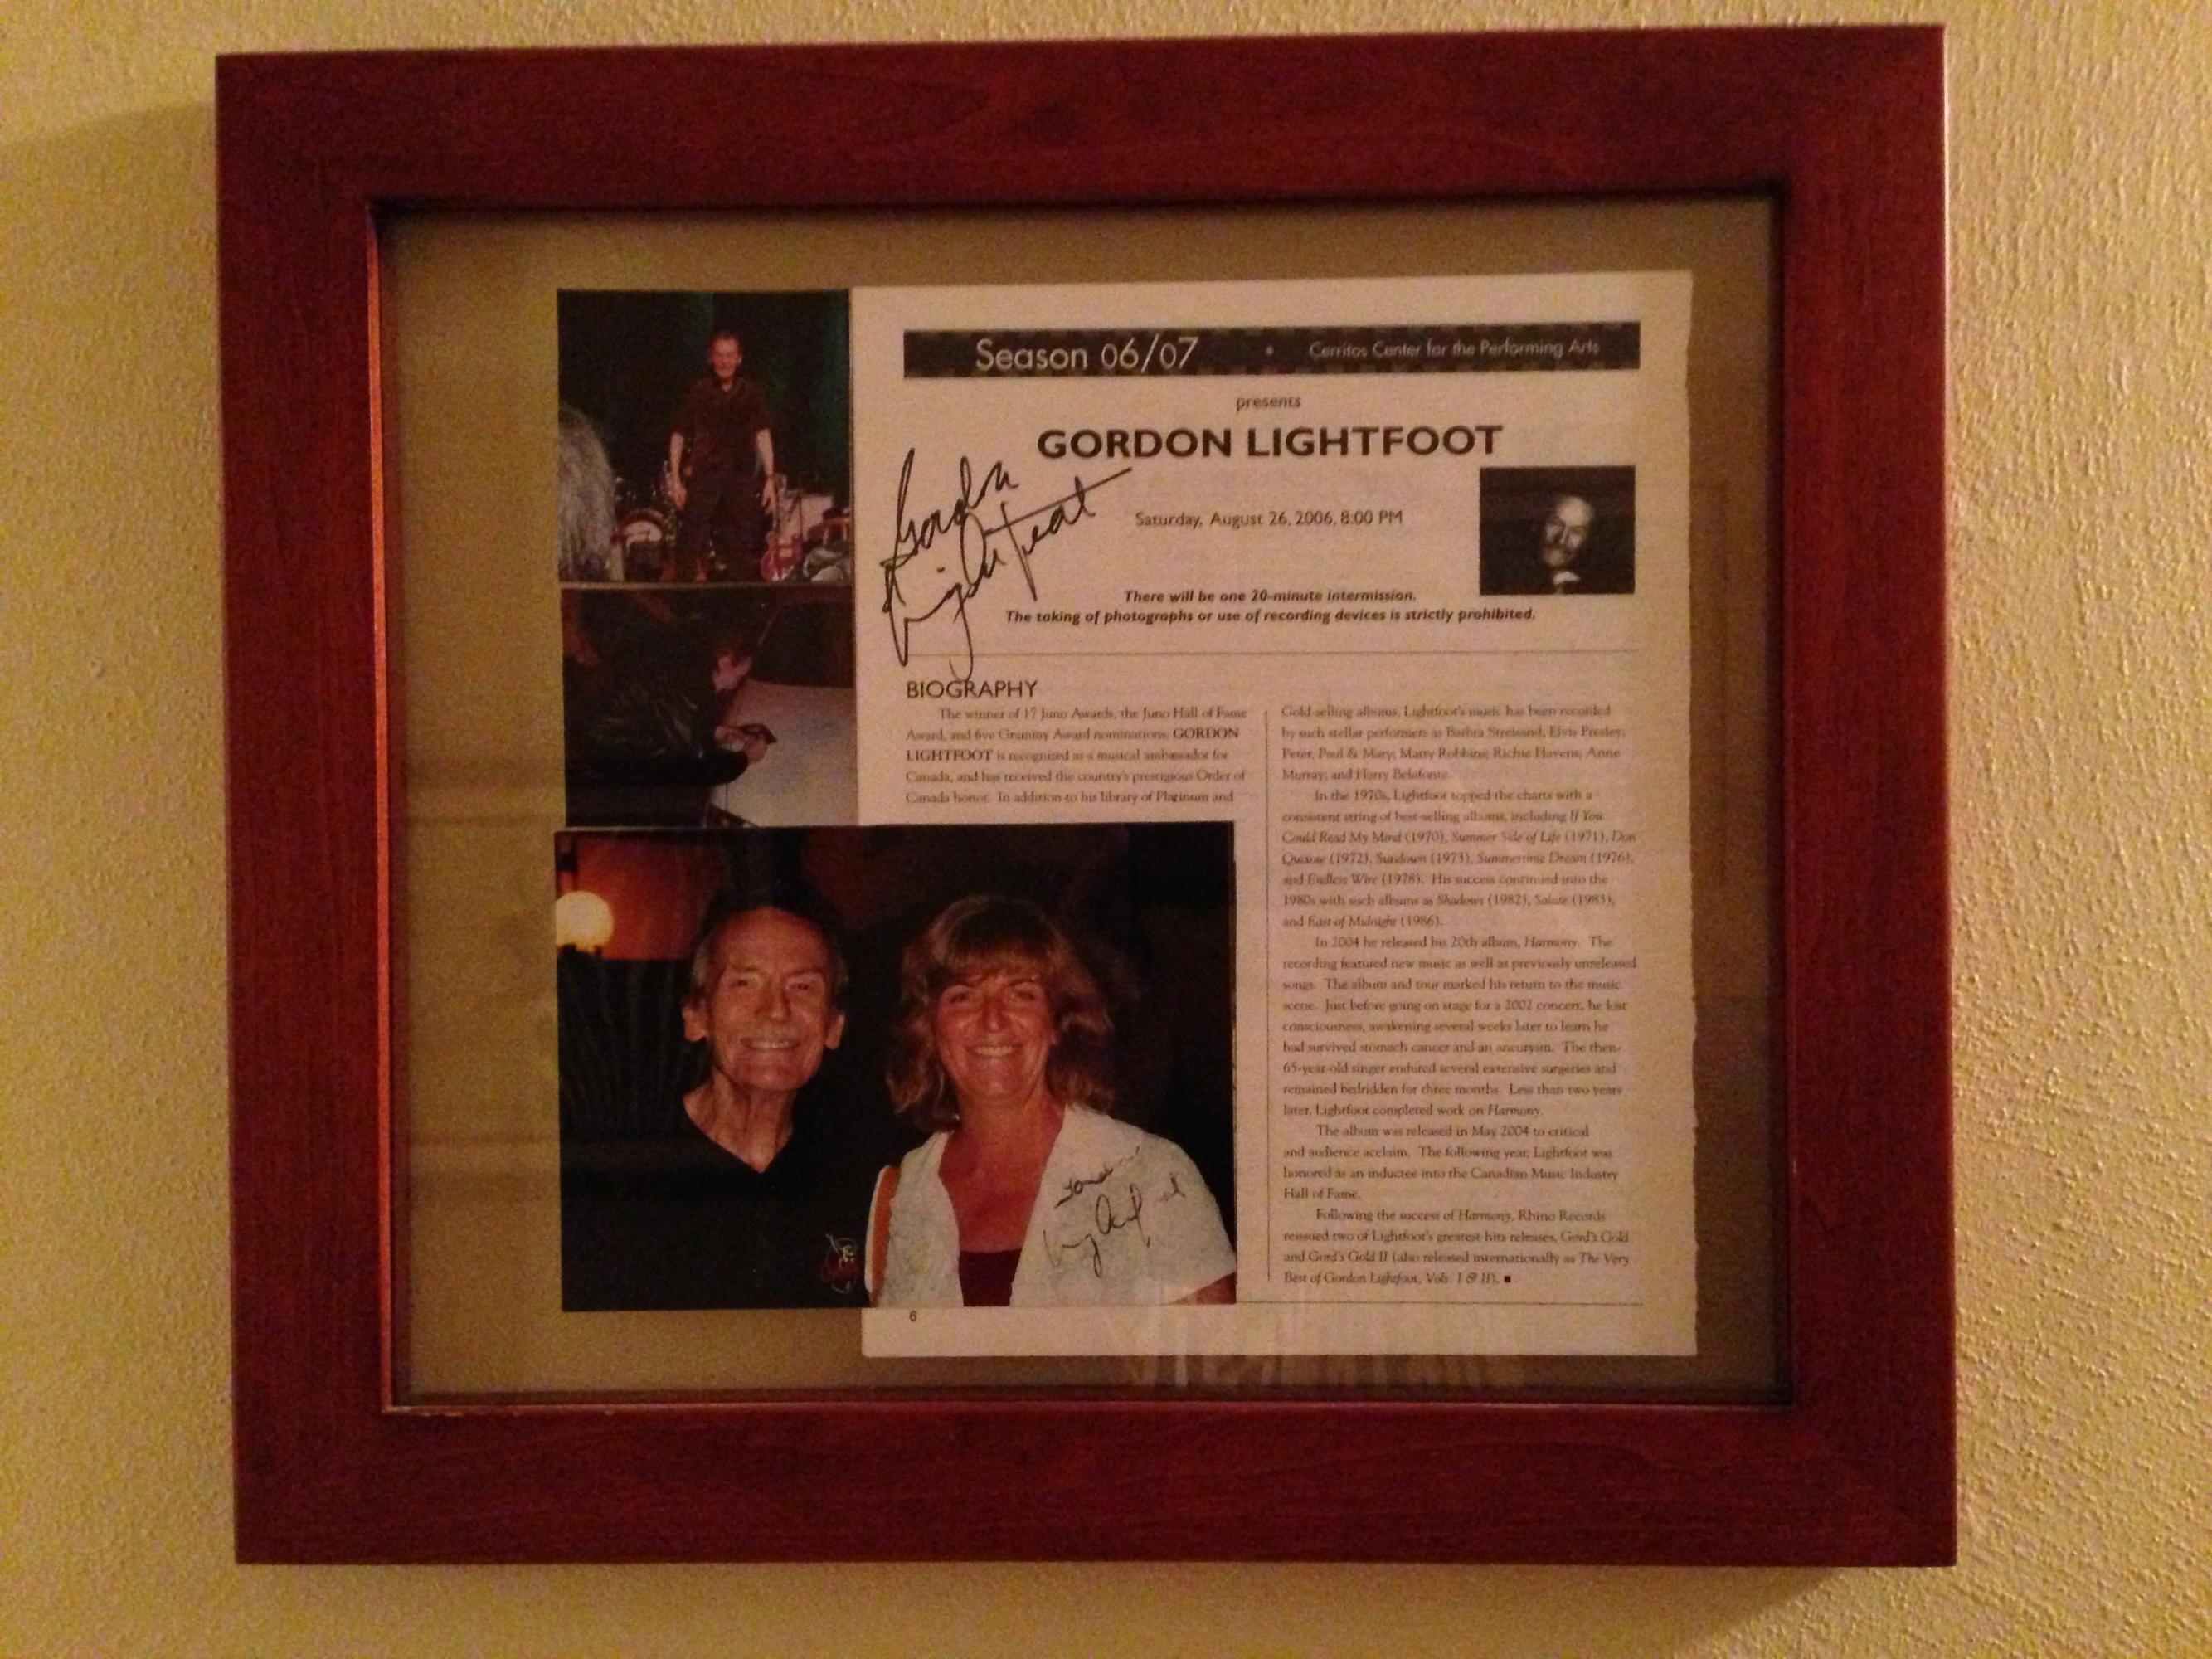 Season 06/07 • Cerritos Center for the Performing Arts
presents
GORDON LIGHTFOOT
Gordon
Lightfoot
Saturday, August 26, 2006, 8:00 PM
There will be one 20-minute intermission.
The taking of photographs or use of recording devices is strictly prohibited.
BIOGRAPHY
The winner of 17 Juno Awards, the Juno Hall of Fame
Award, and five Grammy Award nominations, GORDON
LIGHTFOOT is recognized as a musical ambassador for
Canada, and has received the country's prestigious Order of
Canada honor. In addition to his library of Platinum and
Gold selling albums, Lightfoot's music has been recorded
by such stellar performers as Barbra Streisand; Elvis Presley;
Peter, Paul & Mary; Marty Robbins; Richie Havens; Anne
Murray; and Harry Belafonte.
In the 1970s, Lightfoot topped the charts with a
consistent string of best-selling albums, including If You
Could Read My Mind (1970), Summer Side of Life (1971), Don
Quixote (1972), Sundown (1973), Summertime Dream (1976),
and Endless Wire (1978). His success continued into the
1980s with such albums as Shadows (1982), Salute (1983),
and East of Midnight (1986).
In 2004 he released his 20th album, Harmony. The
recording featured new music as well as previously unreleased
songs. The album and tour marked his return to the music
scene. Just before going on stage for a 2002 concert, he lost
consciousness, awakening several weeks later to learn he
had survived stomach cancer and an aneurysm. The then-
65-year-old singer endured several extensive surgeries and
remained bedridden for three months. Less than two years
later, Lightfoot completed work on Harmony.
The album was released in May 2004 to critical
and audience acclaim. The following year, Lightfoot was
honored as an inductee into the Canadian Music Industry
Hall of Fame.
Following the success of Harmony, Rhino Records
reissued two of Lightfoot's greatest hits releases, Gord's Gold
and Gord's Gold II (also released internationally as The Very
Best of Gordon Lightfoot, Vols. I & II). ■
6